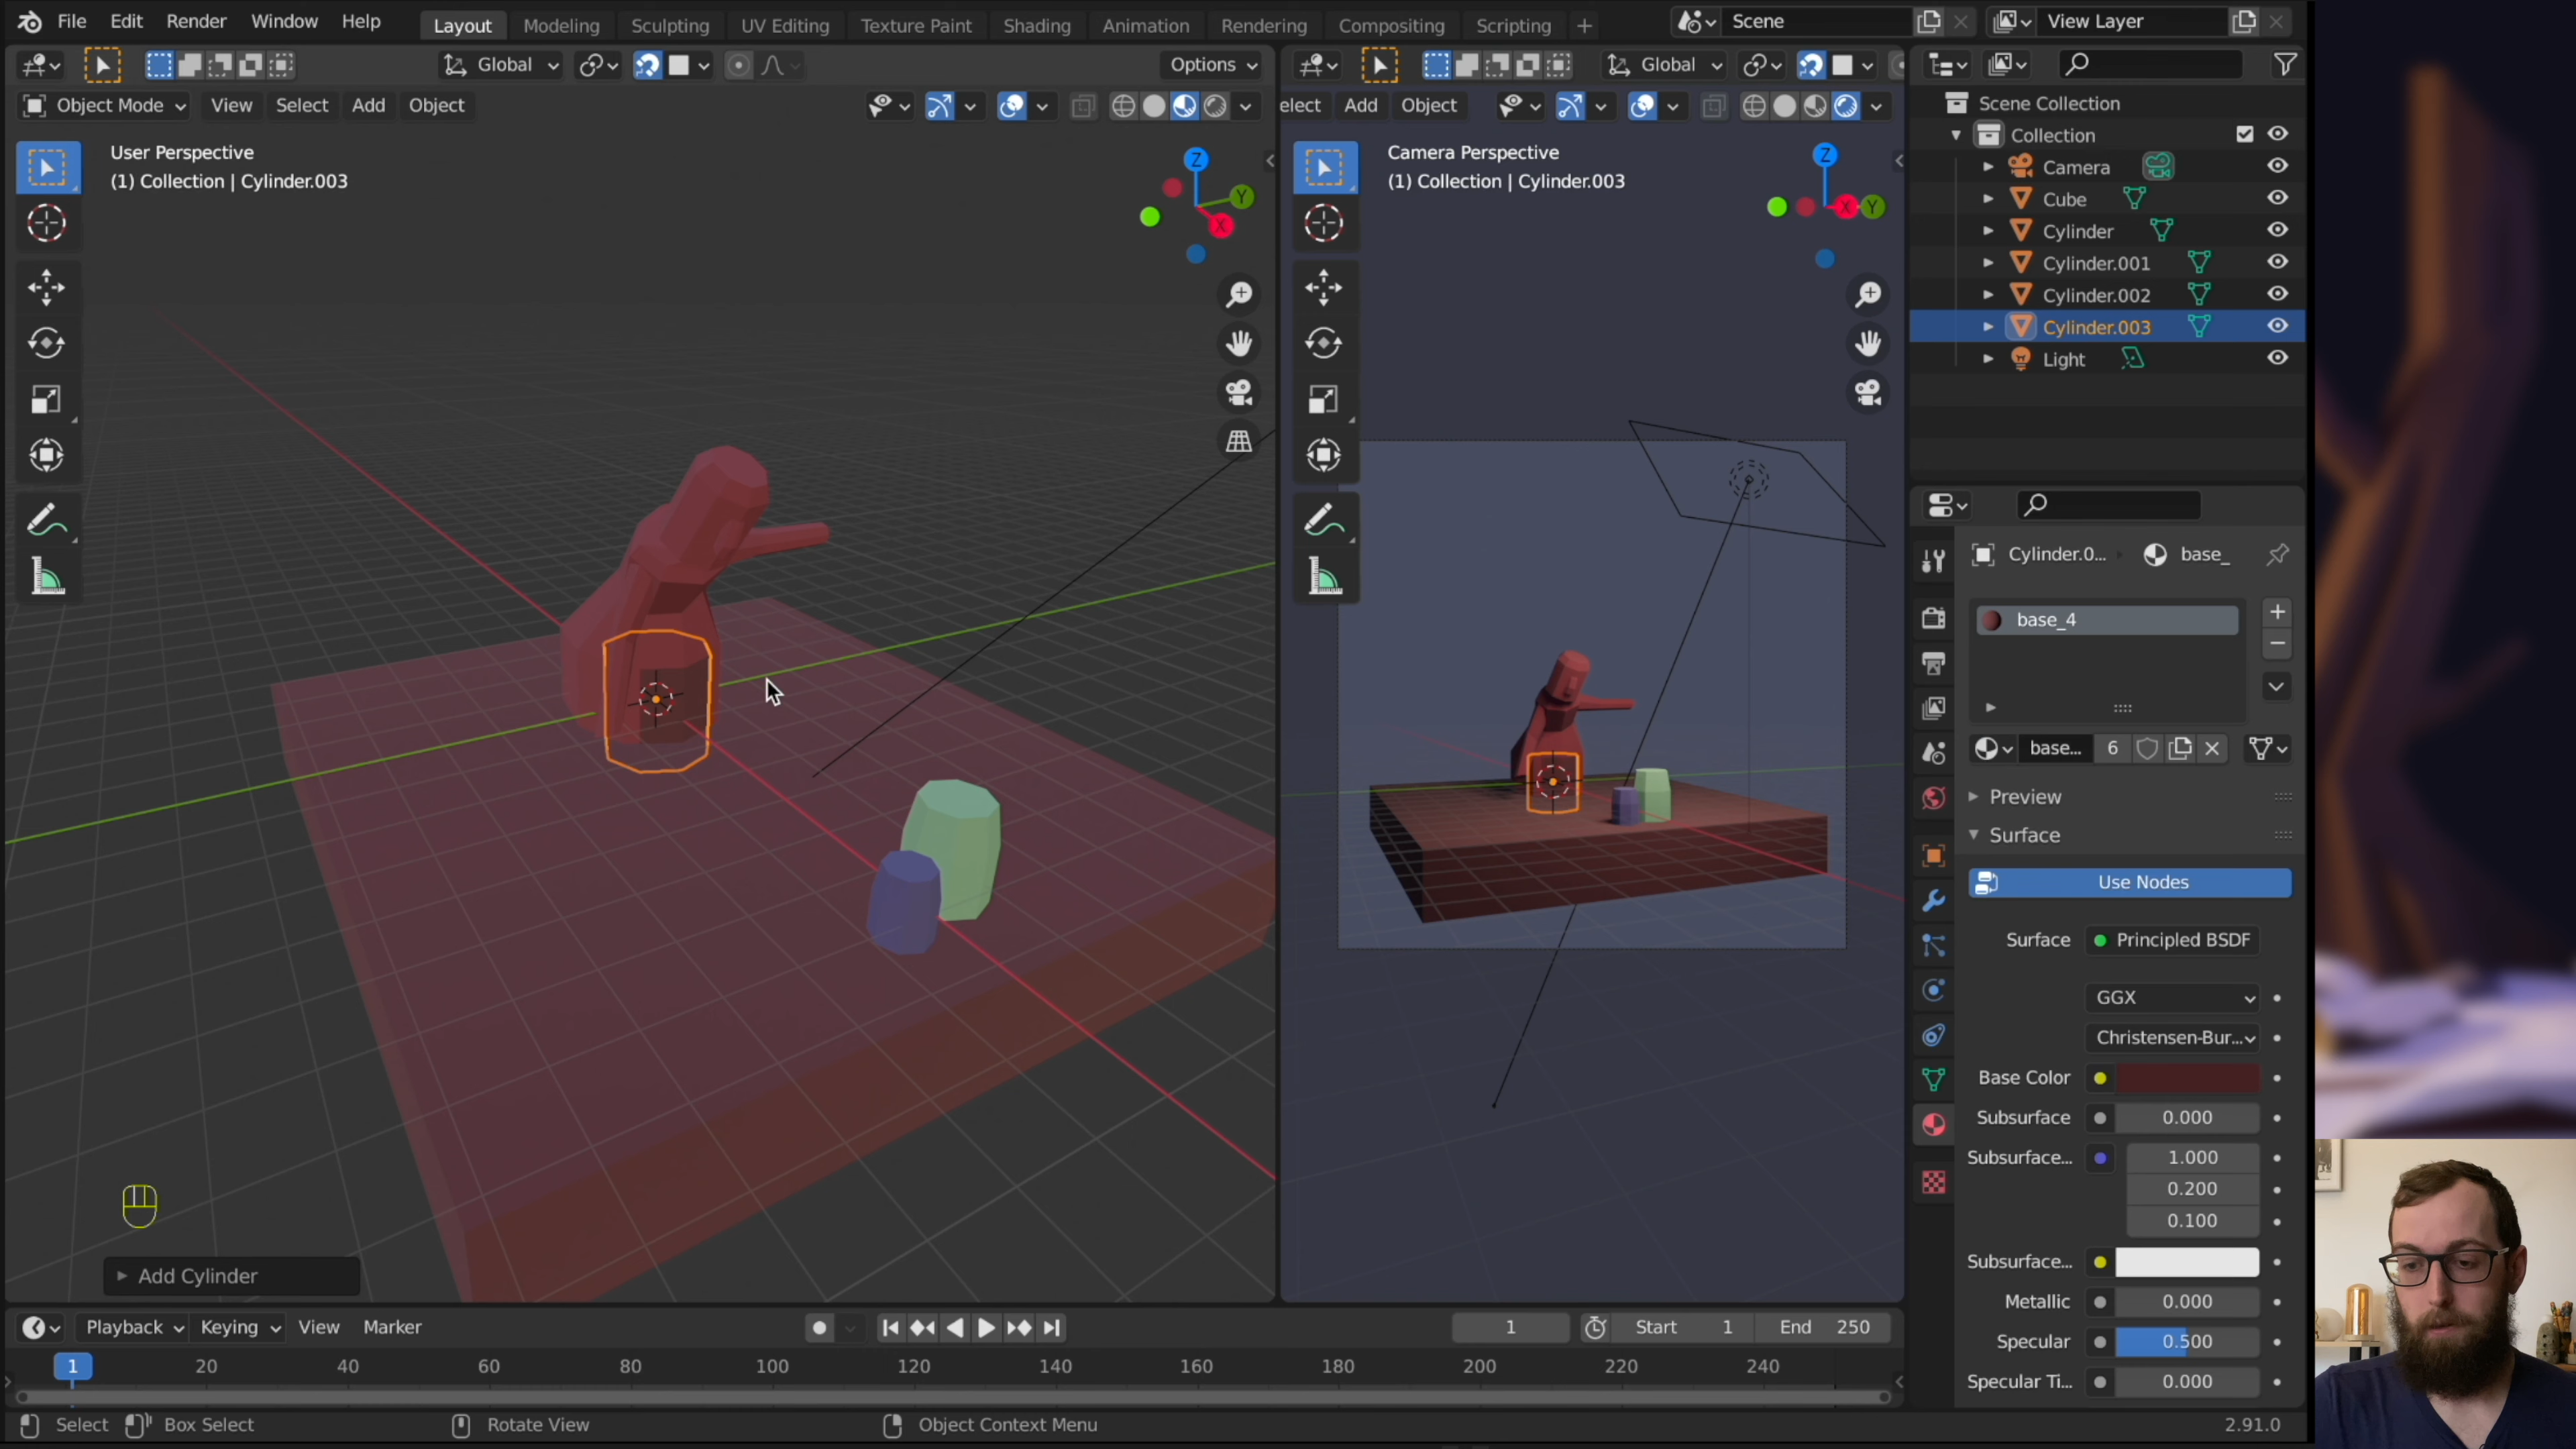 File Edit Render Window Help
Layout Modeling Sculpting UV Editing Texture Paint Shading Animation Rendering Compositing Scripting +
Scene
View Layer
Global
Options
Global
Object Mode View Select Add Object
elect Add Object
User Perspective
(1) Collection | Cylinder.003
Z
Y
X
Camera Perspective
(1) Collection | Cylinder.003
Z
X
Y
Scene Collection
Collection
Camera
Cube
Cylinder
Cylinder.001
Cylinder.002
Cylinder.003
Light
Cylinder.0... base_
base_4
base... 6
Preview
Surface
Use Nodes
Surface Principled BSDF
GGX
Christensen-Bur...
Base Color
Subsurface 0.000
Subsurface... 1.000
0.200
0.100
Subsurface...
Metallic 0.000
Specular 0.500
Specular Ti... 0.000
Add Cylinder
Playback Keying View Marker
1 Start 1 End 250
1 20 40 60 80 100 120 140 160 180 200 220 240
Select Box Select Rotate View Object Context Menu 2.91.0